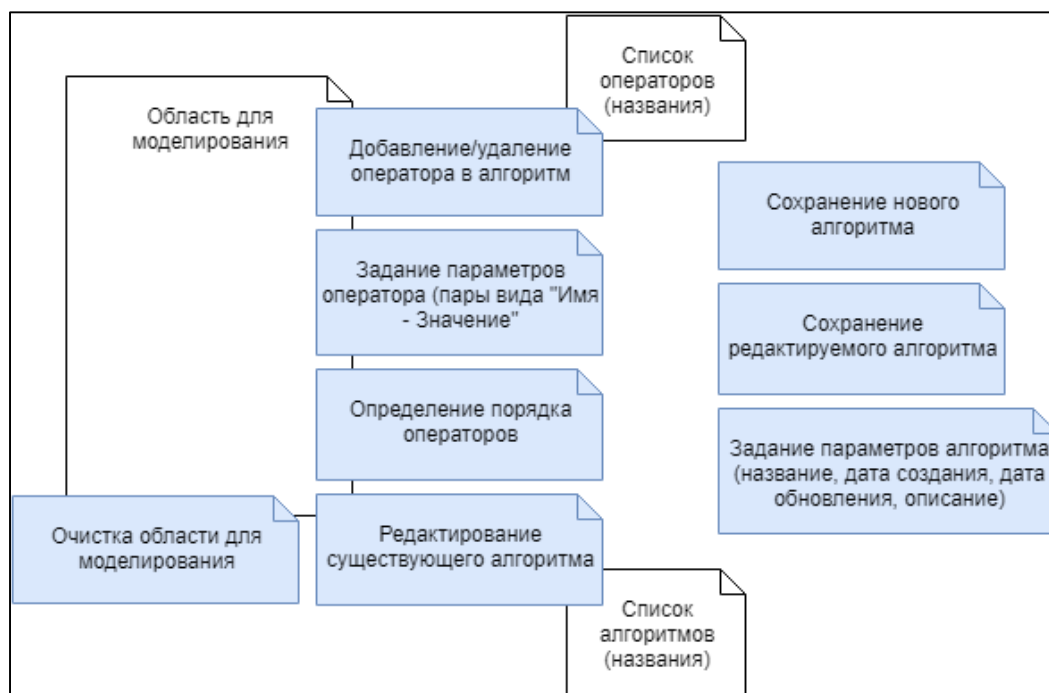 Список
операторов
(названия)
Область для
моделирования
Добавление/удаление
оператора в алгоритм
Сохранение нового
алгоритма
Задание параметров
оператора (пары вида "Имя
- Значение"
Сохранение
редактируемого алгоритма
Определение порядка
операторов
Задание параметров алгоритма
(название, дата создания, дата
обновления, описание)
Очистка области для
моделирования
Редактирование
существующего алгоритма
Список
алгоритмов
(названия)